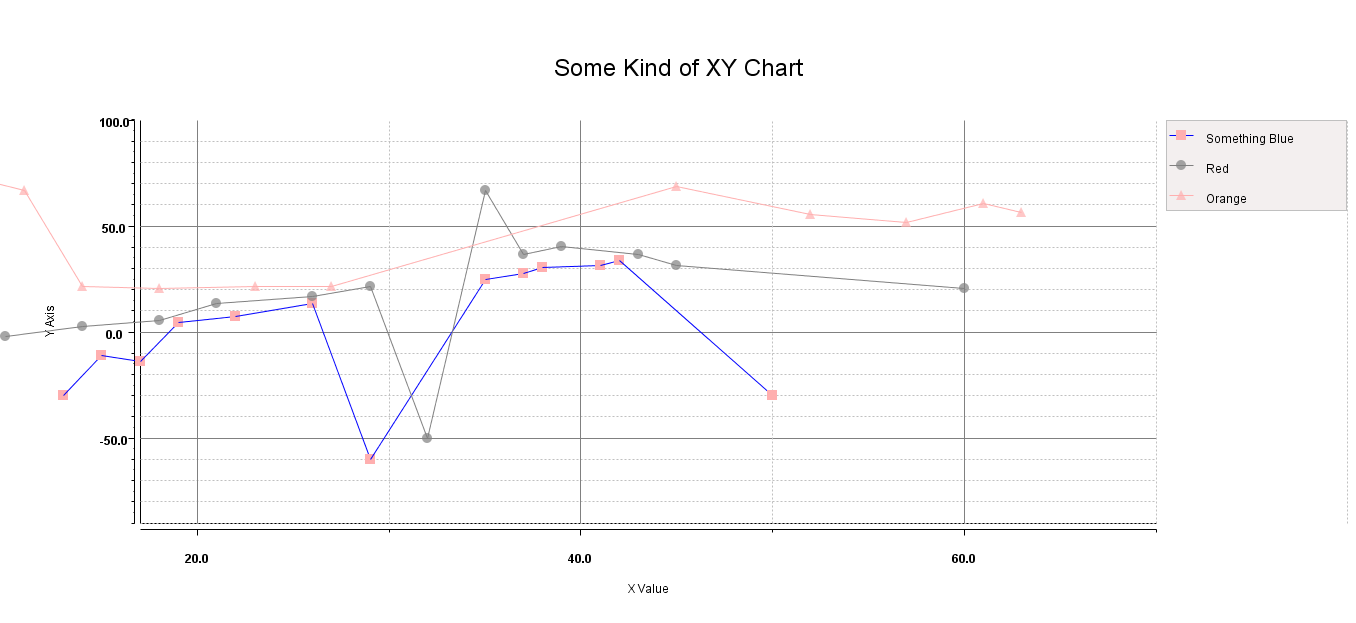 Some Kind of XY Chart
100.0
50.0
0.0
-50.0
Y Axis
20.0
40.0
60.0
X Value
Something Blue
Red
Orange